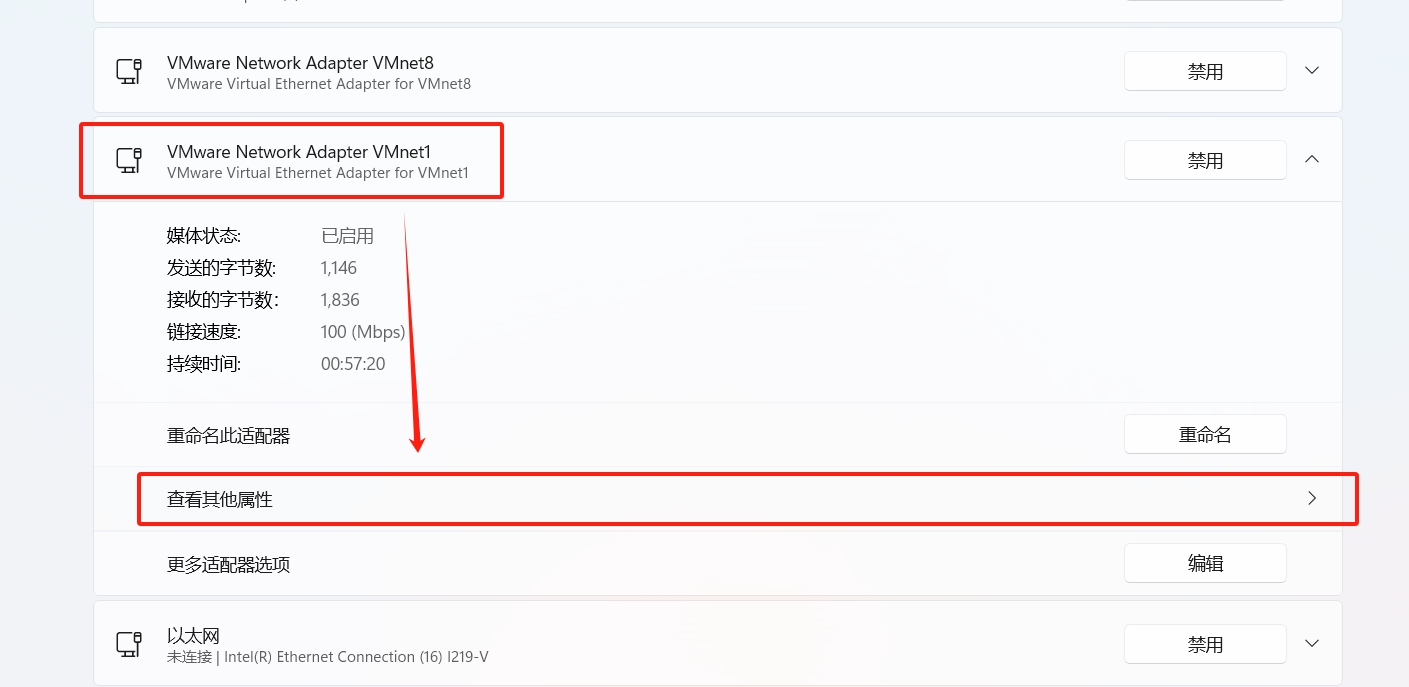 VMware Network Adapter VMnet8
VMware Virtual Ethernet Adapter for VMnet8
禁用
VMware Network Adapter VMnet1
VMware Virtual Ethernet Adapter for VMnet1
禁用
媒体状态: 已启用
发送的字节数: 1,146
接收的字节数: 1,836
链接速度: 100 (Mbps)
持续时间: 00:57:20
重命名此适配器 重命名
查看其他属性
更多适配器选项 编辑
以太网
未连接 | Intel(R) Ethernet Connection (16) I219-V
禁用